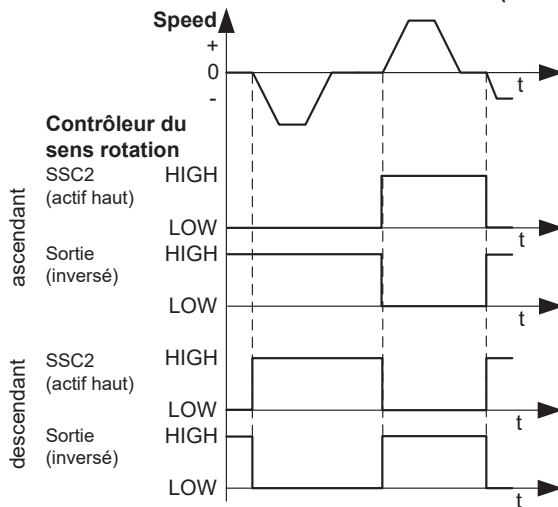 Speed
+
0
-
t
Contrôleur du
sens rotation
ascendant
SSC2
(actif haut)
HIGH
LOW
t
Sortie
(inversé)
HIGH
LOW
t
descendant
SSC2
(actif haut)
HIGH
LOW
t
Sortie
(inversé)
HIGH
LOW
t